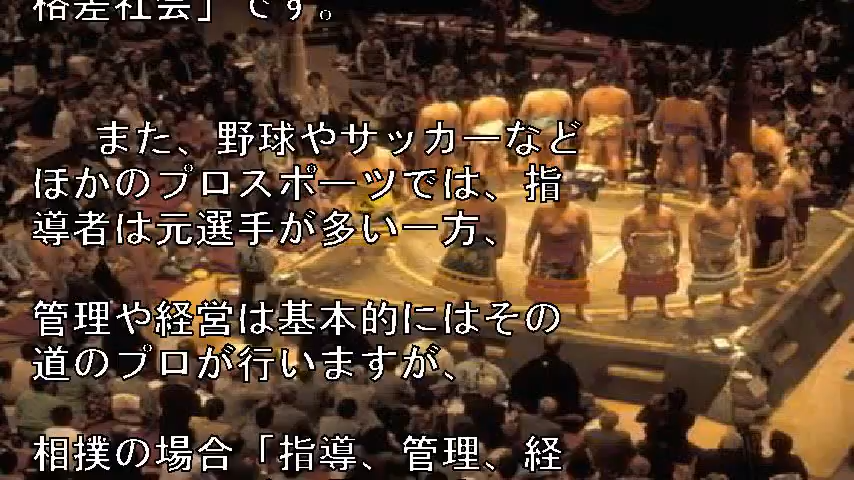 格差社会」です。
また、野球やサッカーなど
ほかのプロスポーツでは、指
導者は元選手が多い一方、
管理や経営は基本的にはその
道のプロが行いますが、
相撲の場合「指導、管理、経